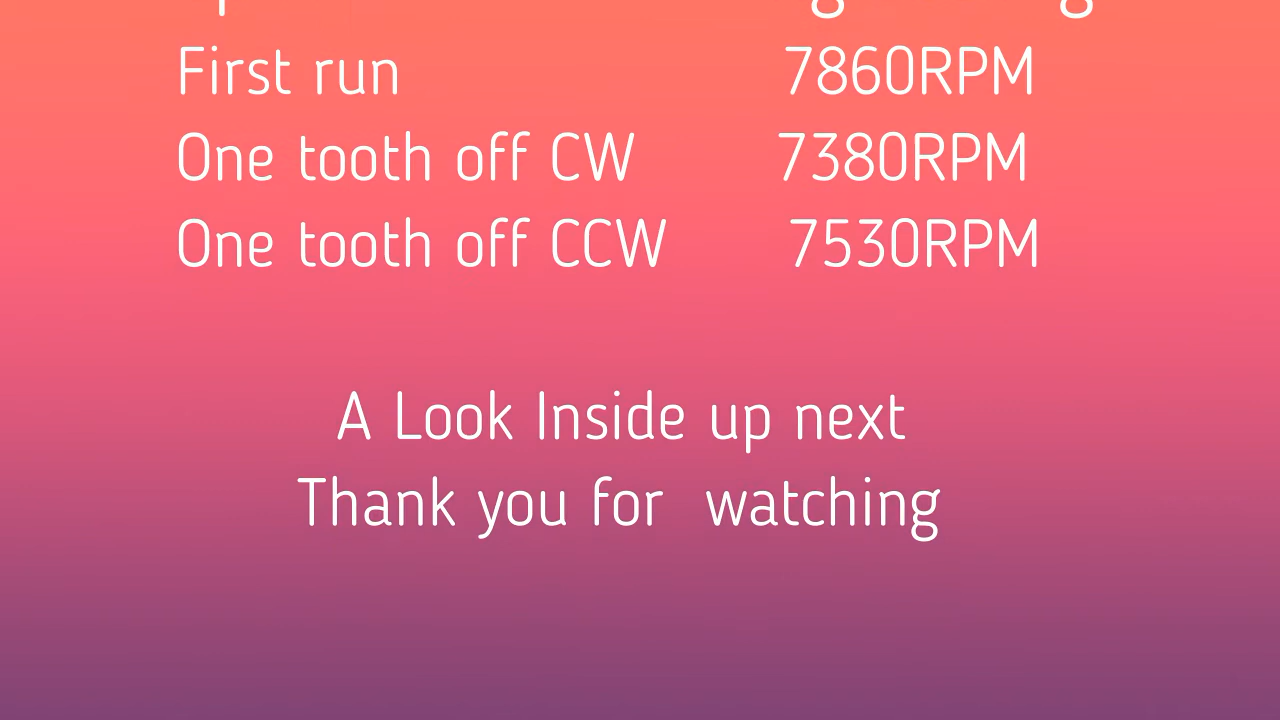 First run 7860RPM
One tooth off CW 7380RPM
One tooth off CCW 7530RPM
A Look Inside up next
Thank you for watching